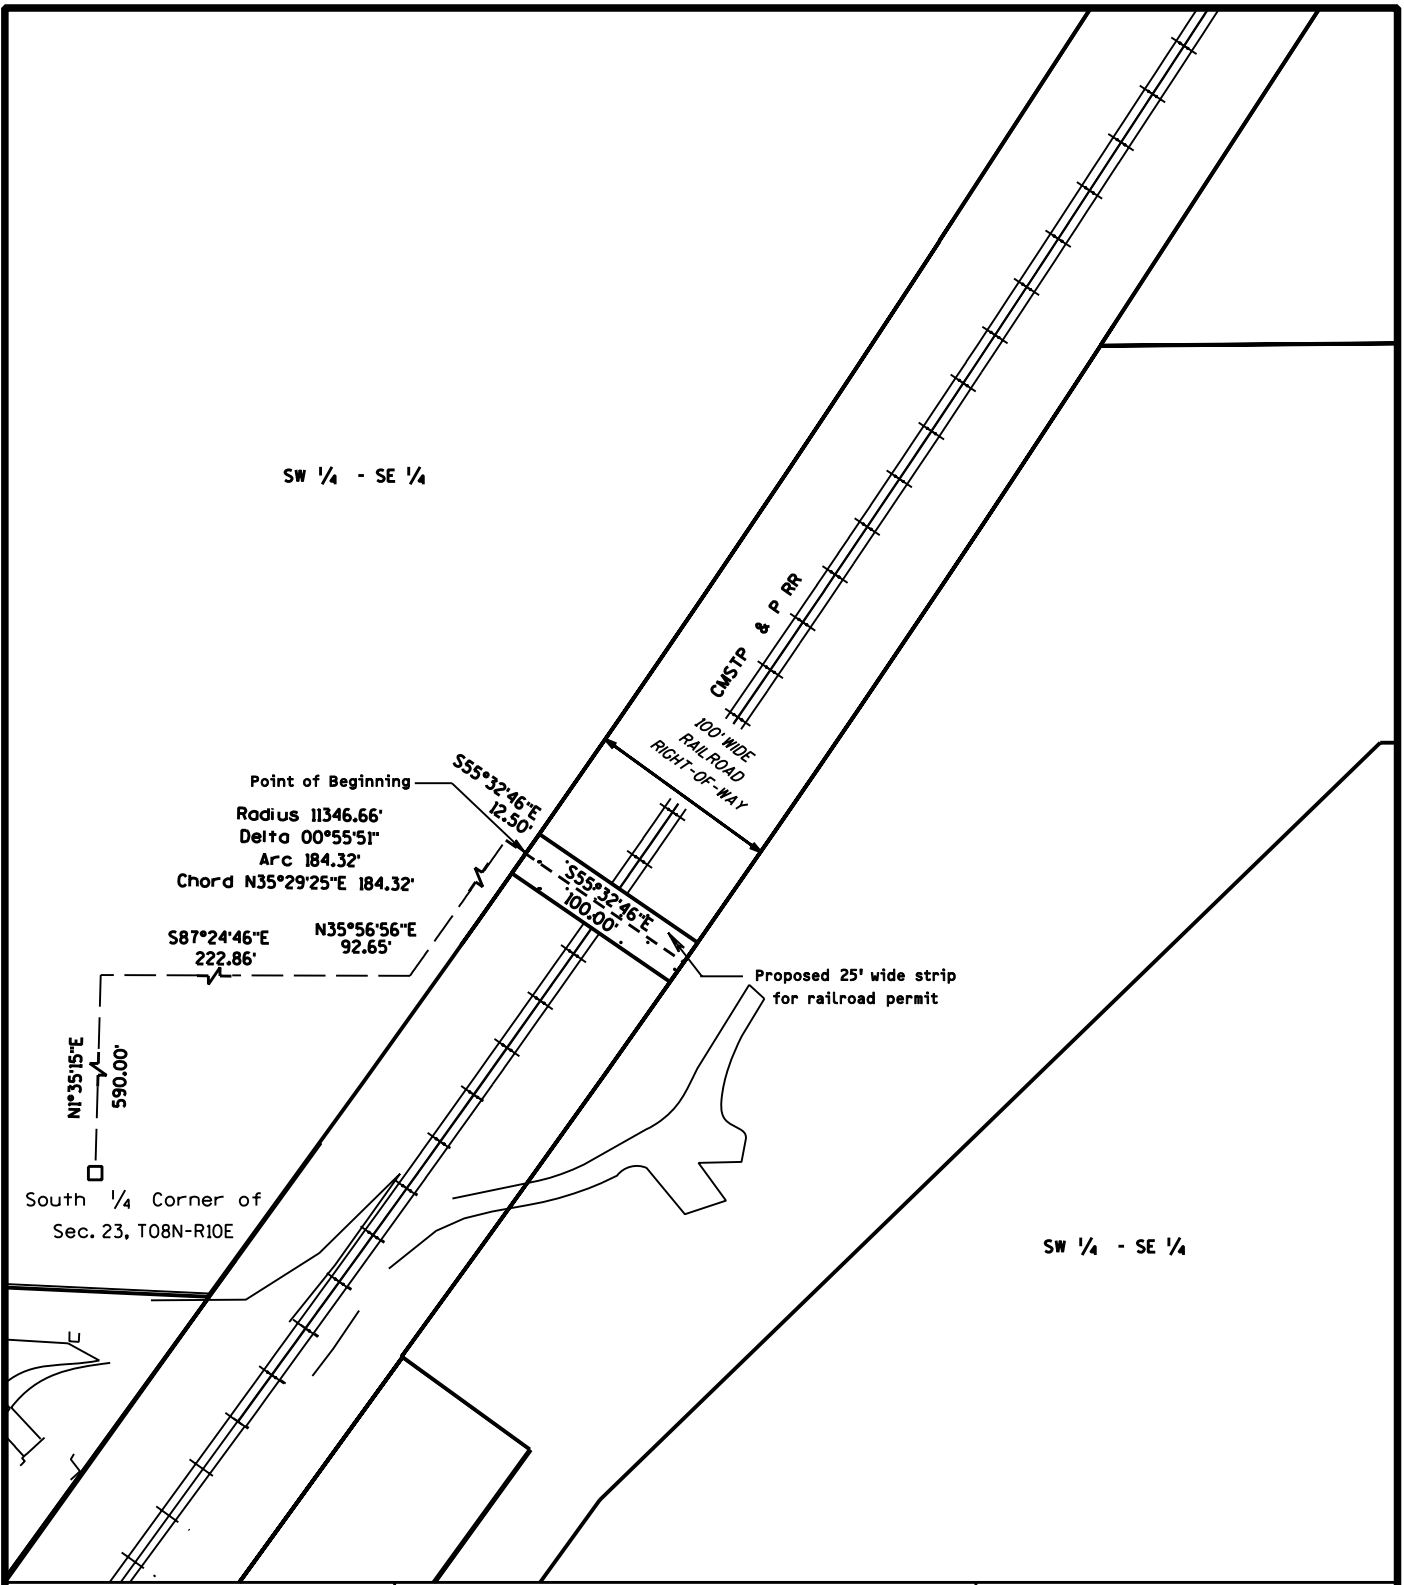 SW 1/4 - SE 1/4
CMSTP & P RR
100' WIDE
RAILROAD
RIGHT-OF-WAY
S55°32'46"E
12.50'
Point of Beginning
Radius 11346.66'
Delta 00°55'51"
Arc 184.32'
Chord N35°29'25"E 184.32'
S55°32'46"E
100.00'
S87°24'46"E
222.86'
N35°56'56"E
92.65'
Proposed 25' wide strip
for railroad permit
N1°35'15"E
590.00'
South 1/4 Corner of
Sec. 23, T08N-R10E
SW 1/4 - SE 1/4